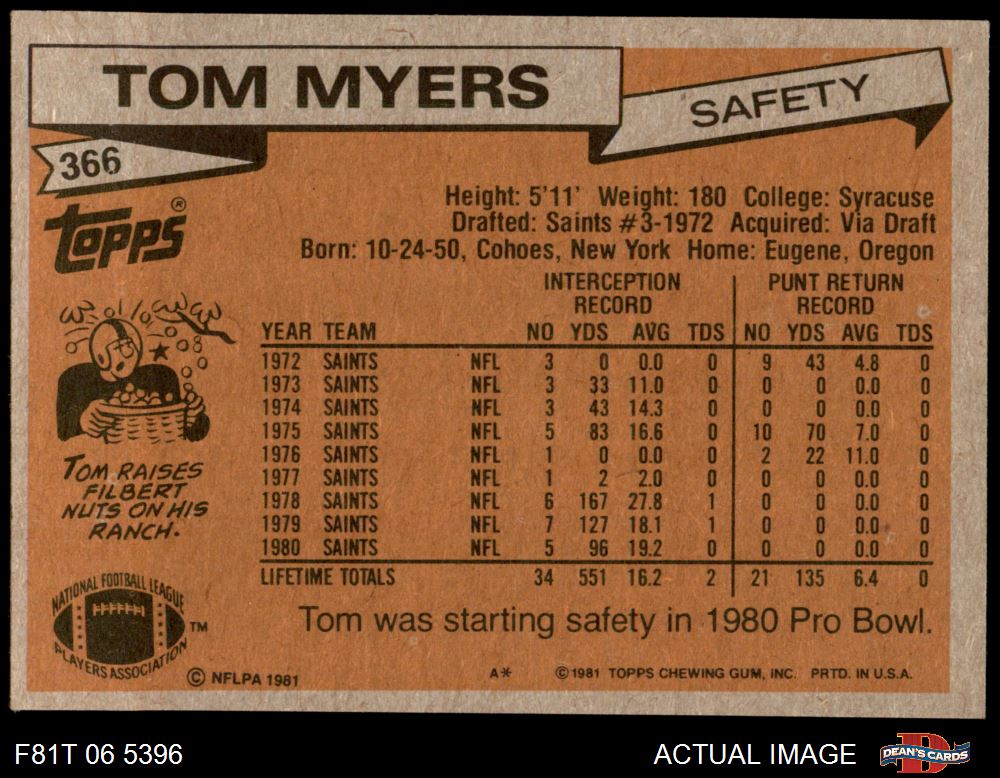 TOM MYERS
SAFETY
366
Topps®
Height: 5'11' Weight: 180 College: Syracuse
Drafted: Saints #3-1972 Acquired: Via Draft
Born: 10-24-50, Cohoes, New York Home: Eugene, Oregon
INTERCEPTION RECORD PUNT RETURN RECORD
YEAR TEAM NO YDS AVG TDS NO YDS AVG TDS
1972 SAINTS NFL 3 0 0.0 0 9 43 4.8 0
1973 SAINTS NFL 3 33 11.0 0 0 0 0.0 0
1974 SAINTS NFL 3 43 14.3 0 0 0 0.0 0
1975 SAINTS NFL 5 83 16.6 0 10 70 7.0 0
1976 SAINTS NFL 1 0 0.0 0 2 22 11.0 0
1977 SAINTS NFL 1 2 2.0 0 0 0 0.0 0
1978 SAINTS NFL 6 167 27.8 1 0 0 0.0 0
1979 SAINTS NFL 7 127 18.1 1 0 0 0.0 0
1980 SAINTS NFL 5 96 19.2 0 0 0 0.0 0
LIFETIME TOTALS 34 551 16.2 2 21 135 6.4 0
TOM RAISES
FILBERT
NUTS ON HIS
RANCH.
Tom was starting safety in 1980 Pro Bowl.
NATIONAL FOOTBALL LEAGUE
PLAYERS ASSOCIATION
TM
© NFLPA 1981
A* ©1981 TOPPS CHEWING GUM, INC. PRTD. IN U.S.A.
F81T 06 5396
ACTUAL IMAGE
D
DEAN'S CARDS